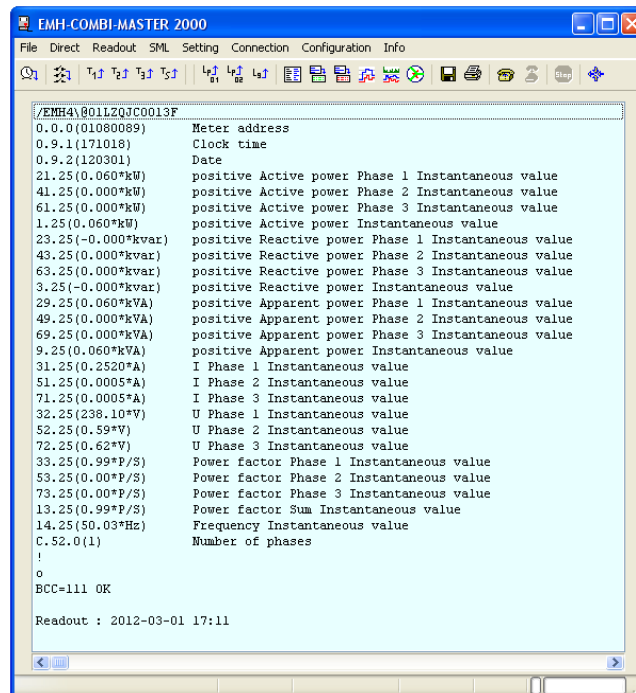 EMH-COMBI-MASTER 2000
File Direct Readout SML Setting Connection Configuration Info
/EMH4\@01LZQJC0013F
0.0.0(01080089) Meter address
0.9.1(171018) Clock time
0.9.2(120301) Date
21.25(0.060*kW) positive Active power Phase 1 Instantaneous value
41.25(0.000*kW) positive Active power Phase 2 Instantaneous value
61.25(0.000*kW) positive Active power Phase 3 Instantaneous value
1.25(0.060*kW) positive Active power Instantaneous value
23.25(-0.000*kvar) positive Reactive power Phase 1 Instantaneous value
43.25(0.000*kvar) positive Reactive power Phase 2 Instantaneous value
63.25(0.000*kvar) positive Reactive power Phase 3 Instantaneous value
3.25(-0.000*kvar) positive Reactive power Instantaneous value
29.25(0.060*kVA) positive Apparent power Phase 1 Instantaneous value
49.25(0.000*kVA) positive Apparent power Phase 2 Instantaneous value
69.25(0.000*kVA) positive Apparent power Phase 3 Instantaneous value
9.25(0.060*kVA) positive Apparent power Instantaneous value
31.25(0.2520*A) I Phase 1 Instantaneous value
51.25(0.0005*A) I Phase 2 Instantaneous value
71.25(0.0005*A) I Phase 3 Instantaneous value
32.25(238.10*V) U Phase 1 Instantaneous value
52.25(0.59*V) U Phase 2 Instantaneous value
72.25(0.62*V) U Phase 3 Instantaneous value
33.25(0.99*P/S) Power factor Phase 1 Instantaneous value
53.25(0.00*P/S) Power factor Phase 2 Instantaneous value
73.25(0.00*P/S) Power factor Phase 3 Instantaneous value
13.25(0.99*P/S) Power factor Sum Instantaneous value
14.25(50.03*Hz) Frequency Instantaneous value
C.52.0(1) Number of phases
!
o
BCC=111 OK
Readout : 2012-03-01 17:11